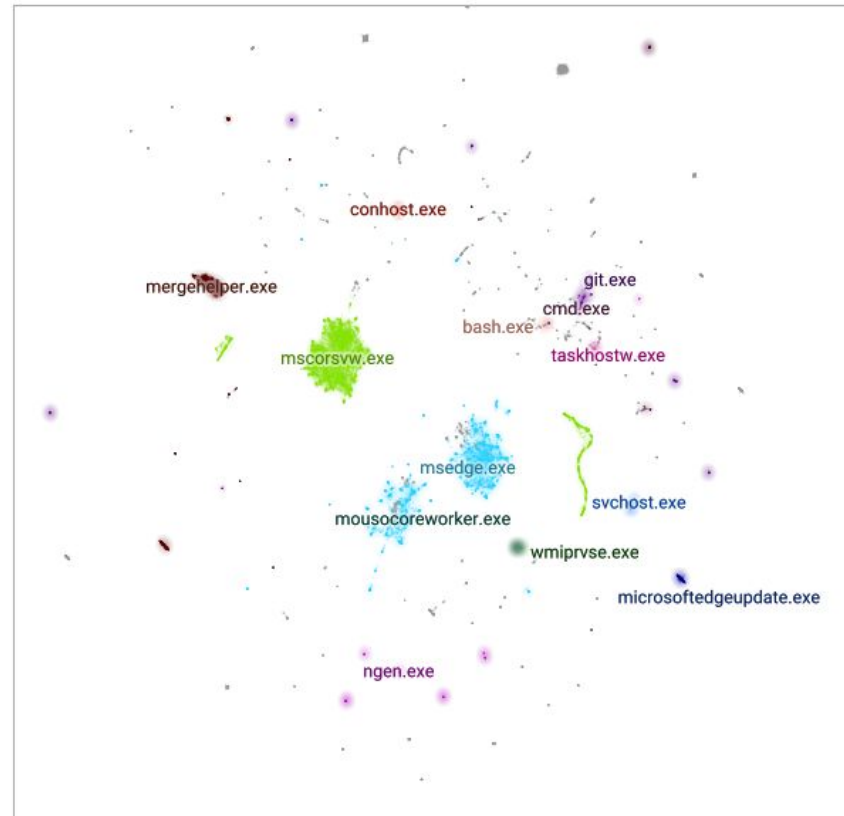 conhost.exe
mergehelper.exe
git.exe
cmd.exe
bash.exe
taskhostw.exe
mscorsvw.exe
msedge.exe
mousocoreworker.exe
svchost.exe
wmiprvse.exe
microsoftedgeupdate.exe
ngen.exe